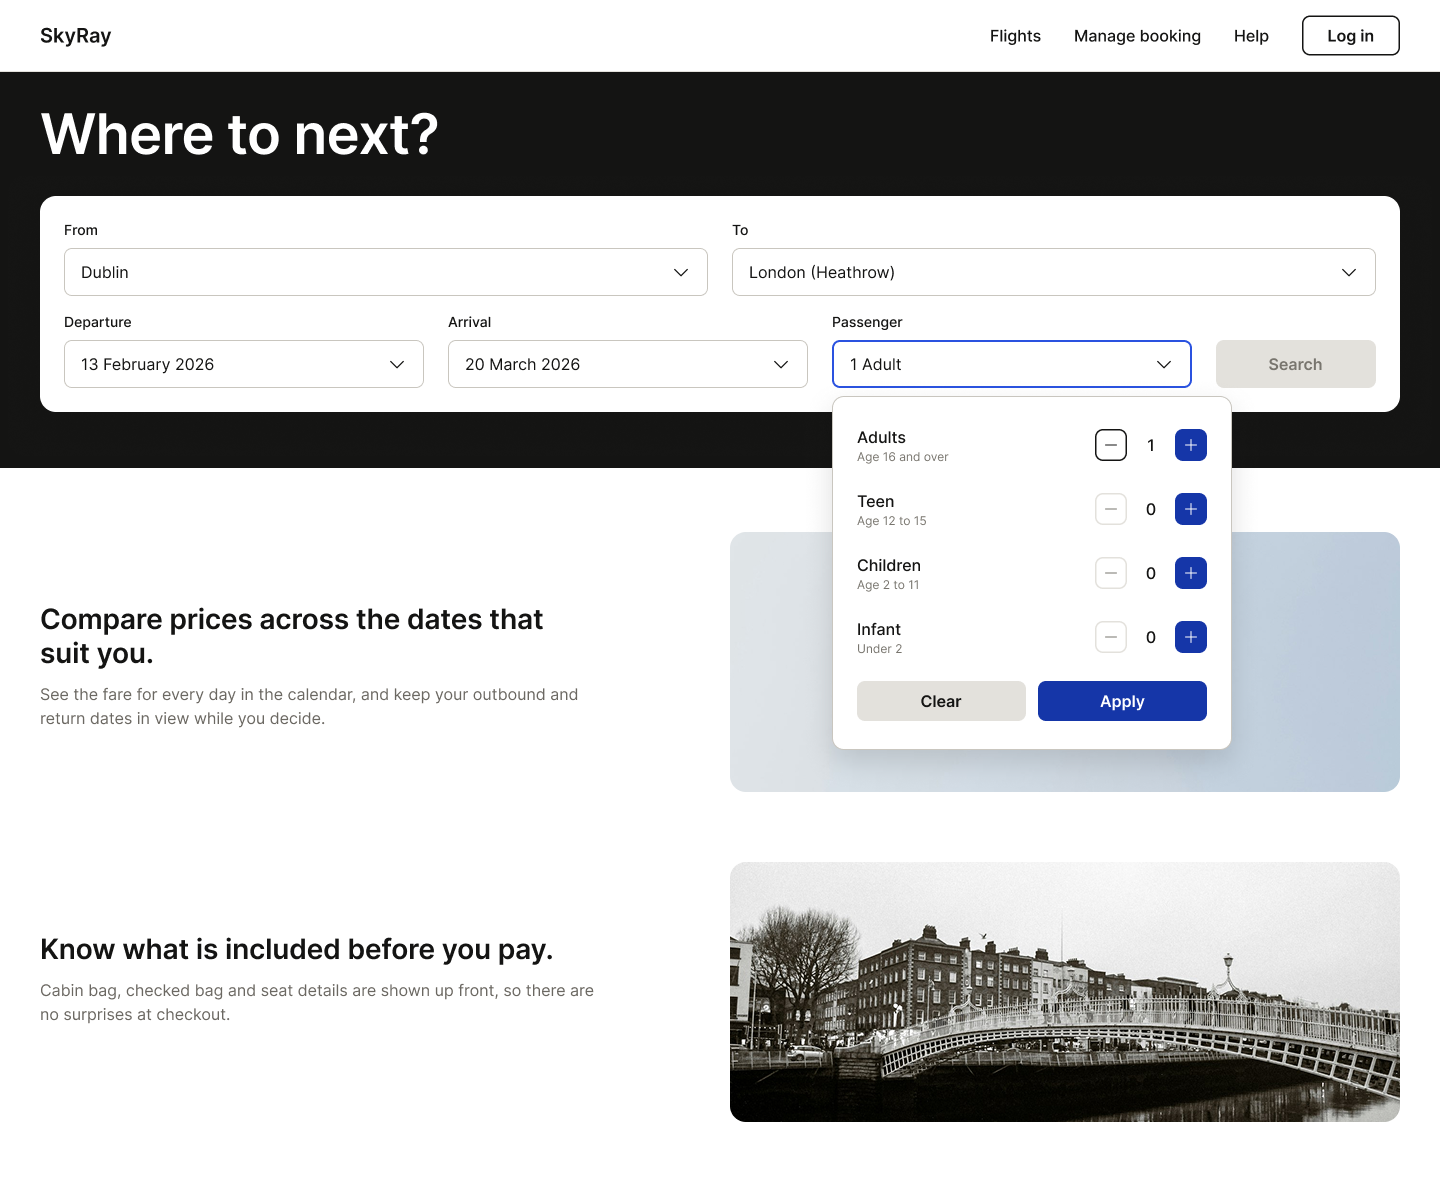 SkyRay
Flights
Manage booking
Help
Log in
Where to next?
From
To
Dublin
London (Heathrow)
Departure
Arrival
Passenger
13 February 2026
20 March 2026
1 Adult
Search
Adults
Age 16 and over
1
Teen
Age 12 to 15
0
Children
Age 2 to 11
0
Infant
Under 2
0
Clear
Apply
Compare prices across the dates that
suit you.
See the fare for every day in the calendar, and keep your outbound and
return dates in view while you decide.
Know what is included before you pay.
Cabin bag, checked bag and seat details are shown up front, so there are
no surprises at checkout.